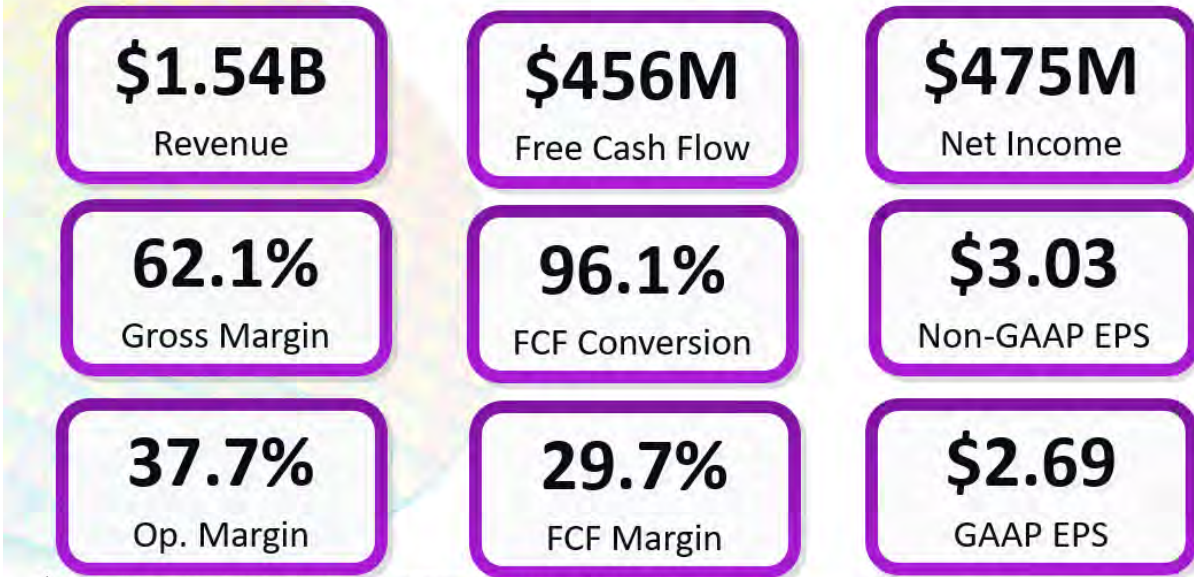 $1.54B
Revenue
$456M
Free Cash Flow
$475M
Net Income
62.1%
Gross Margin
96.1%
FCF Conversion
$3.03
Non-GAAP EPS
37.7%
Op. Margin
29.7%
FCF Margin
$2.69
GAAP EPS